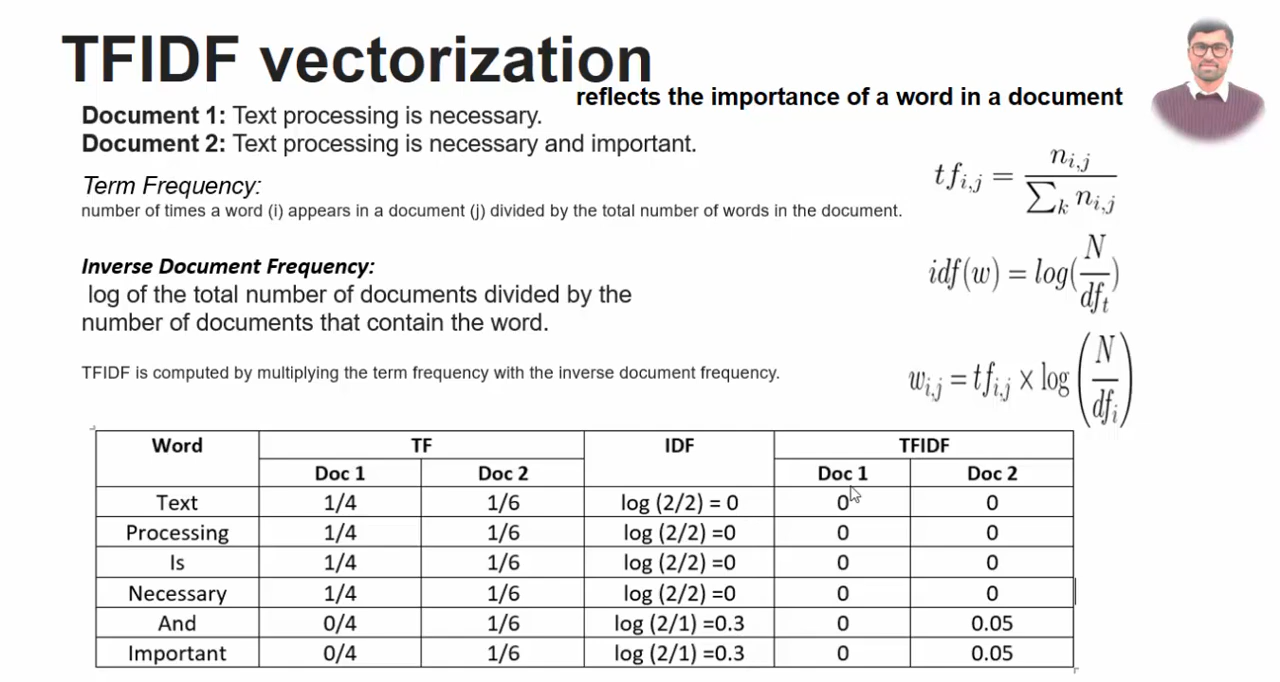 TFIDF vectorization
reflects the importance of a word in a document
Document 1: Text processing is necessary.
Document 2: Text processing is necessary and important.
Term Frequency:
number of times a word (i) appears in a document (j) divided by the total number of words in the document.
tf_{i,j} = \frac{n_{i,j}}{\sum_k n_{i,j}}
Inverse Document Frequency:
log of the total number of documents divided by the
number of documents that contain the word.
idf(w) = log(\frac{N}{df_t})
TFIDF is computed by multiplying the term frequency with the inverse document frequency.
w_{i,j} = tf_{i,j} × log(\frac{N}{df_i})
Word TF IDF TFIDF
Doc 1 Doc 2 Doc 1 Doc 2
Text 1/4 1/6 log (2/2) = 0 0 0
Processing 1/4 1/6 log (2/2) =0 0 0
Is 1/4 1/6 log (2/2) =0 0 0
Necessary 1/4 1/6 log (2/2) =0 0 0
And 0/4 1/6 log (2/1) =0.3 0 0.05
Important 0/4 1/6 log (2/1) =0.3 0 0.05